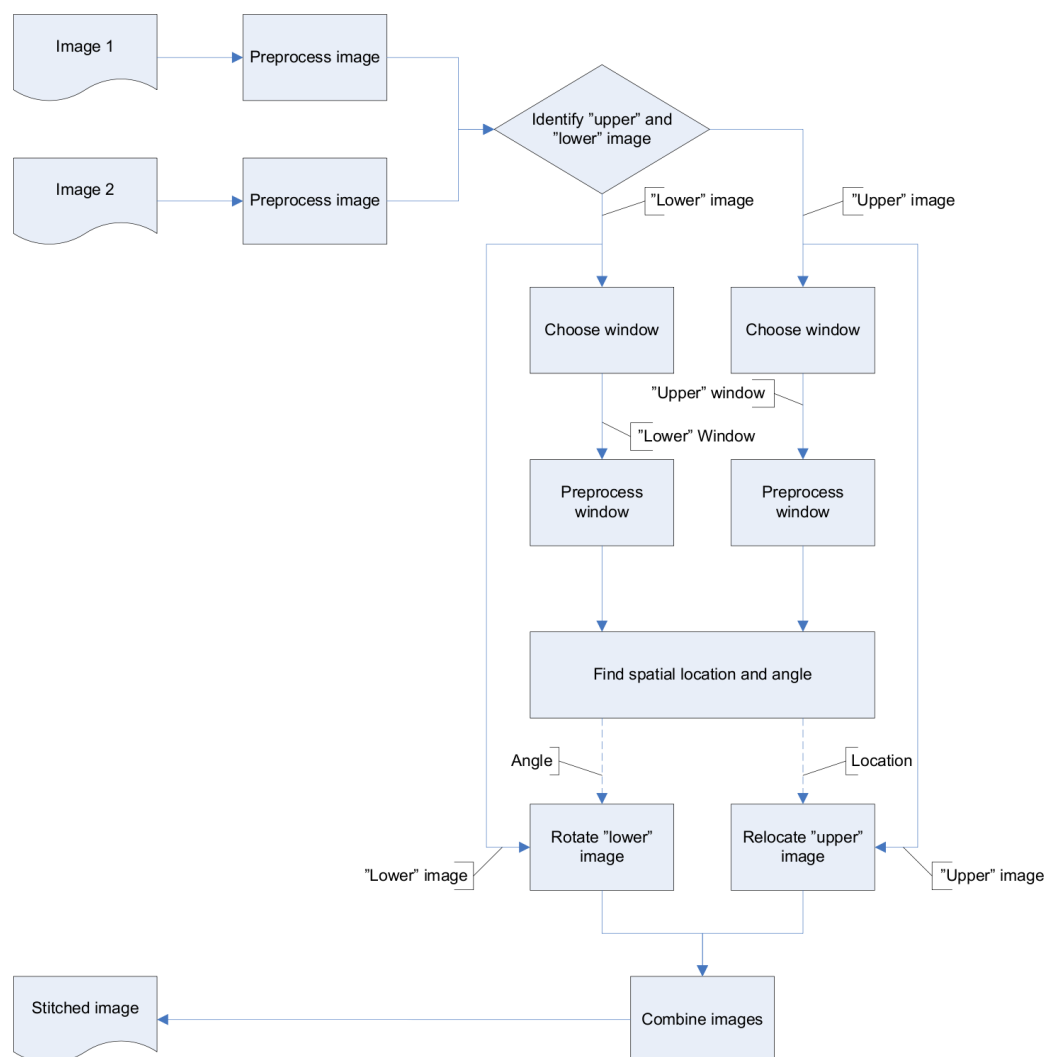 Image 1
Preprocess image
Identify ”upper” and
”lower” image
Image 2
Preprocess image
”Lower” image
”Upper” image
Choose window
Choose window
”Upper” window
”Lower” Window
Preprocess
window
Preprocess
window
Find spatial location and angle
Angle
Location
Rotate ”lower”
image
Relocate ”upper”
image
”Lower” image
”Upper” image
Stitched image
Combine images